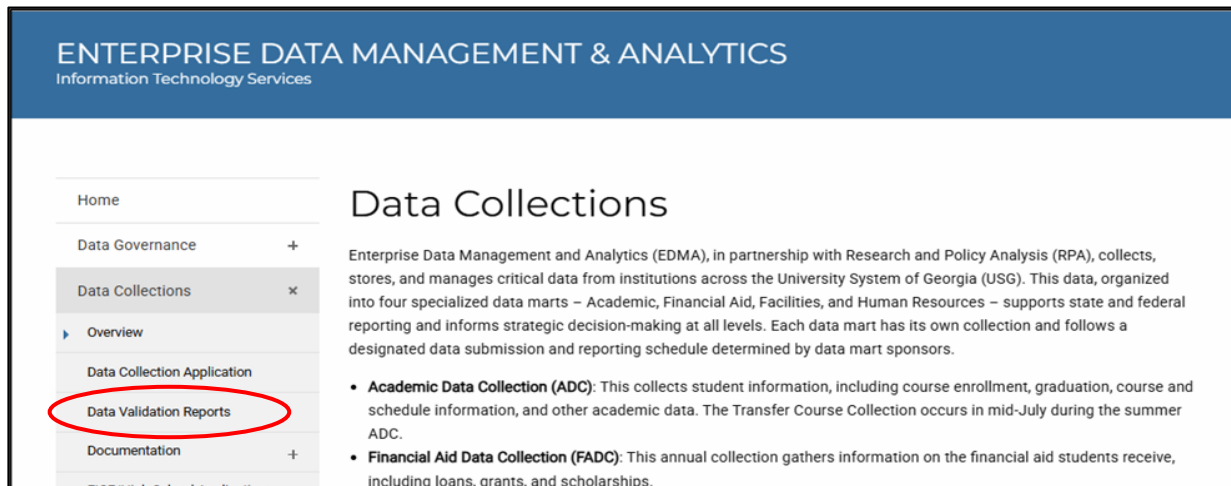 ENTERPRISE DATA MANAGEMENT & ANALYTICS
Information Technology Services
Home
Data Governance +
Data Collections ×
Overview
Data Collection Application
Data Validation Reports
Documentation +
Data Collections
Enterprise Data Management and Analytics (EDMA), in partnership with Research and Policy Analysis (RPA), collects,
stores, and manages critical data from institutions across the University System of Georgia (USG). This data, organized
into four specialized data marts – Academic, Financial Aid, Facilities, and Human Resources – supports state and federal
reporting and informs strategic decision-making at all levels. Each data mart has its own collection and follows a
designated data submission and reporting schedule determined by data mart sponsors.
• Academic Data Collection (ADC): This collects student information, including course enrollment, graduation, course and
schedule information, and other academic data. The Transfer Course Collection occurs in mid-July during the summer
ADC.
• Financial Aid Data Collection (FADC): This annual collection gathers information on the financial aid students receive,
including loans, grants, and scholarships.